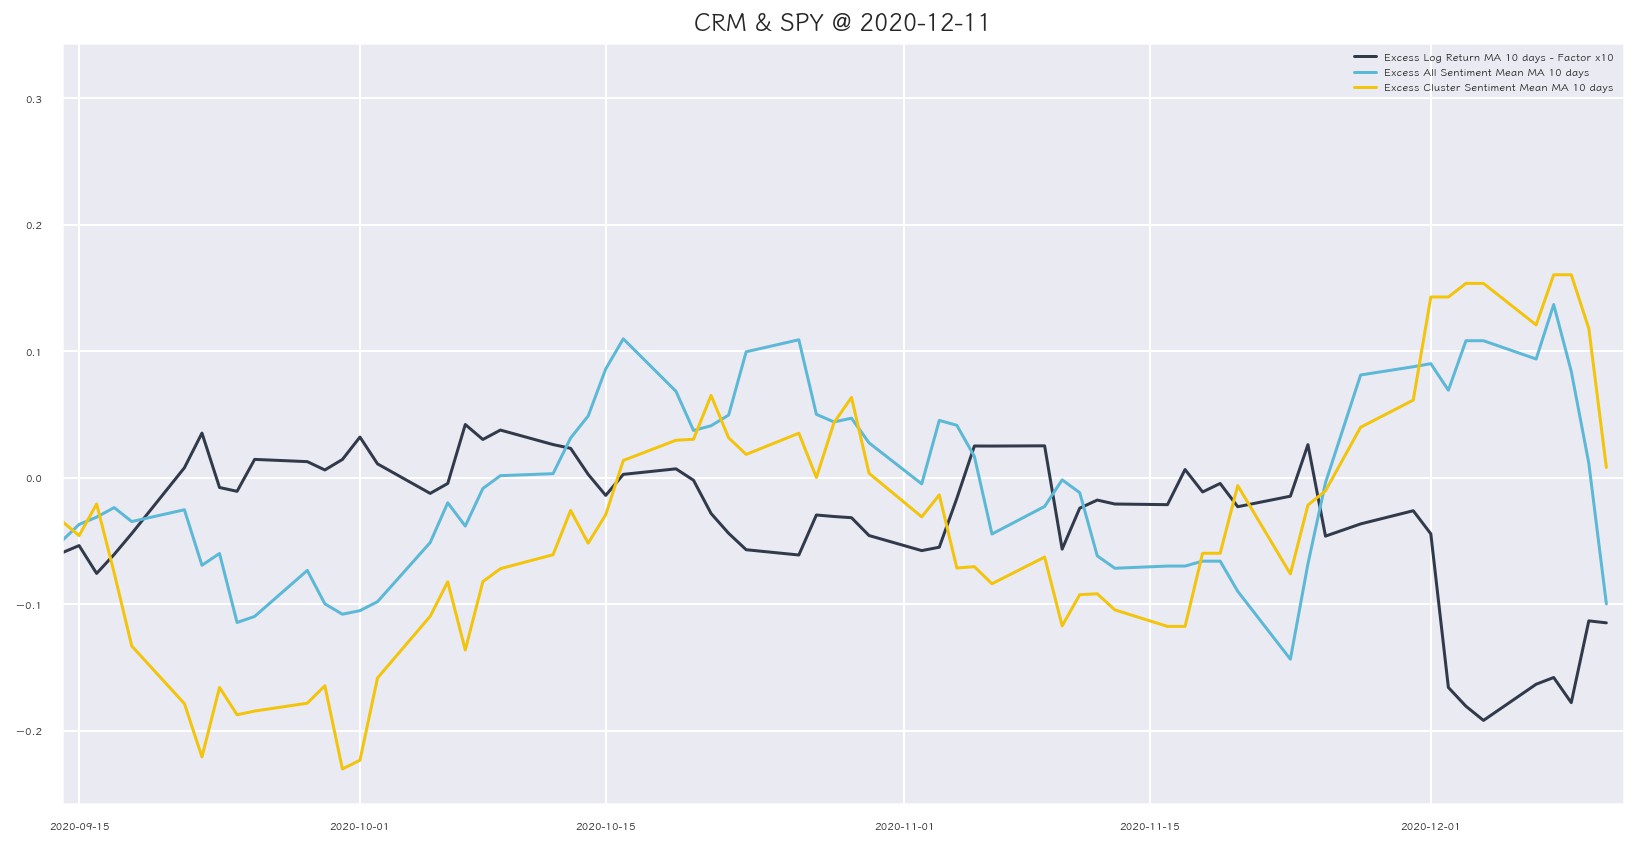 CRM & SPY @ 2020-12-11
Excess Log Return MA 10 days - Factor x10
Excess All Sentiment Mean MA 10 days
Excess Cluster Sentiment Mean MA 10 days
0.3
0.2
0.1
0.0
−0.1
−0.2
2020-09-15 2020-10-01 2020-10-15 2020-11-01 2020-11-15 2020-12-01